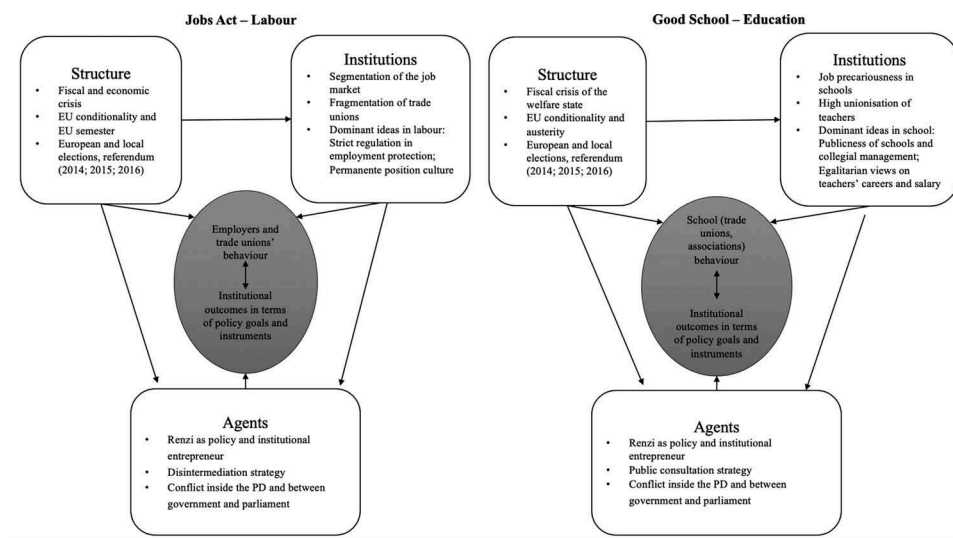 Jobs Act – Labour
Structure
• Fiscal and economic
crisis
• EU conditionality and
EU semester
• European and local
elections, referendum
(2014; 2015; 2016)
Institutions
• Segmentation of the job
market
• Fragmentation of trade
unions
• Dominant ideas in labour:
Strict regulation in
employment protection;
Permanente position culture
Employers and
trade unions’
behaviour
Institutional
outcomes in terms
of policy goals and
instruments
Agents
• Renzi as policy and institutional
entrepreneur
• Disintermediation strategy
• Conflict inside the PD and between
government and parliament
Good School – Education
Structure
• Fiscal crisis of the
welfare state
• EU conditionality and
austerity
• European and local
elections, referendum
(2014; 2015; 2016)
Institutions
• Job precariousness in
schools
• High unionisation of
teachers
• Dominant ideas in school:
Publicness of schools and
collegial management;
Egalitarian views on
teachers’ careers and salary
School (trade
unions,
associations)
behaviour
Institutional
outcomes in terms
of policy goals and
instruments
Agents
• Renzi as policy and institutional
entrepreneur
• Public consultation strategy
• Conflict inside the PD and between
government and parliament